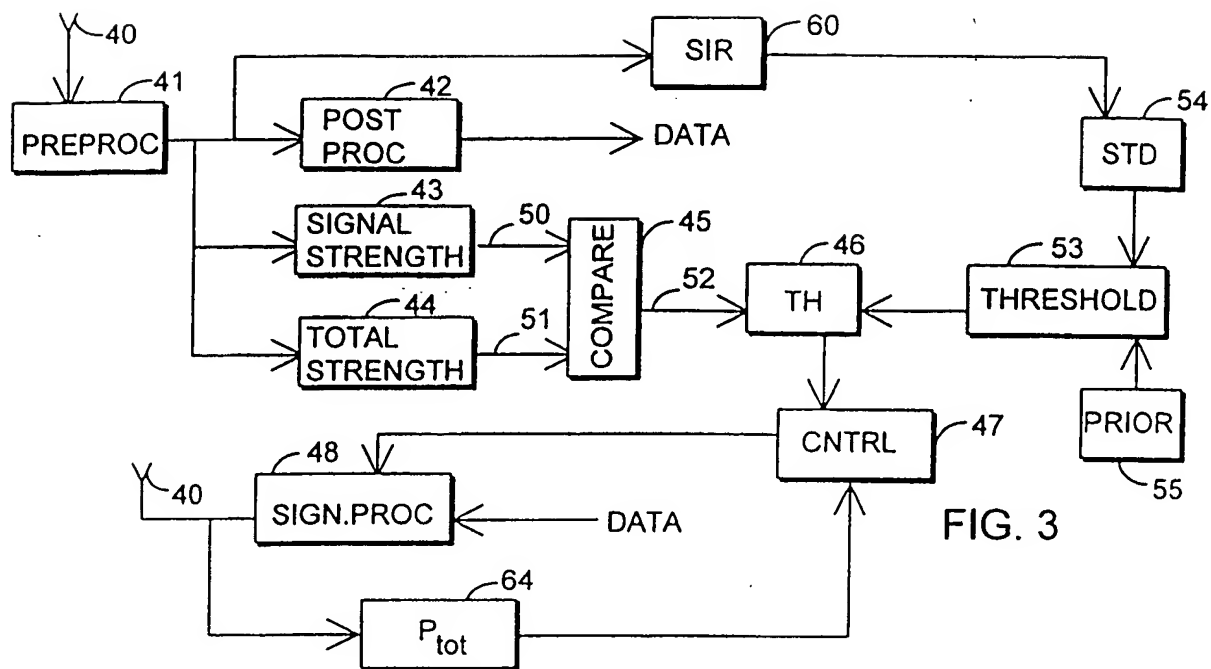 40
41
PREPROC
42
POST
PROC
DATA
SIR
60
54
STD
43
SIGNAL
STRENGTH
50
45
COMPARE
44
TOTAL
STRENGTH
51
52
46
TH
53
THRESHOLD
CNTRL
47
PRIOR
55
40
48
SIGN.PROC
DATA
FIG. 3
64
Ptot